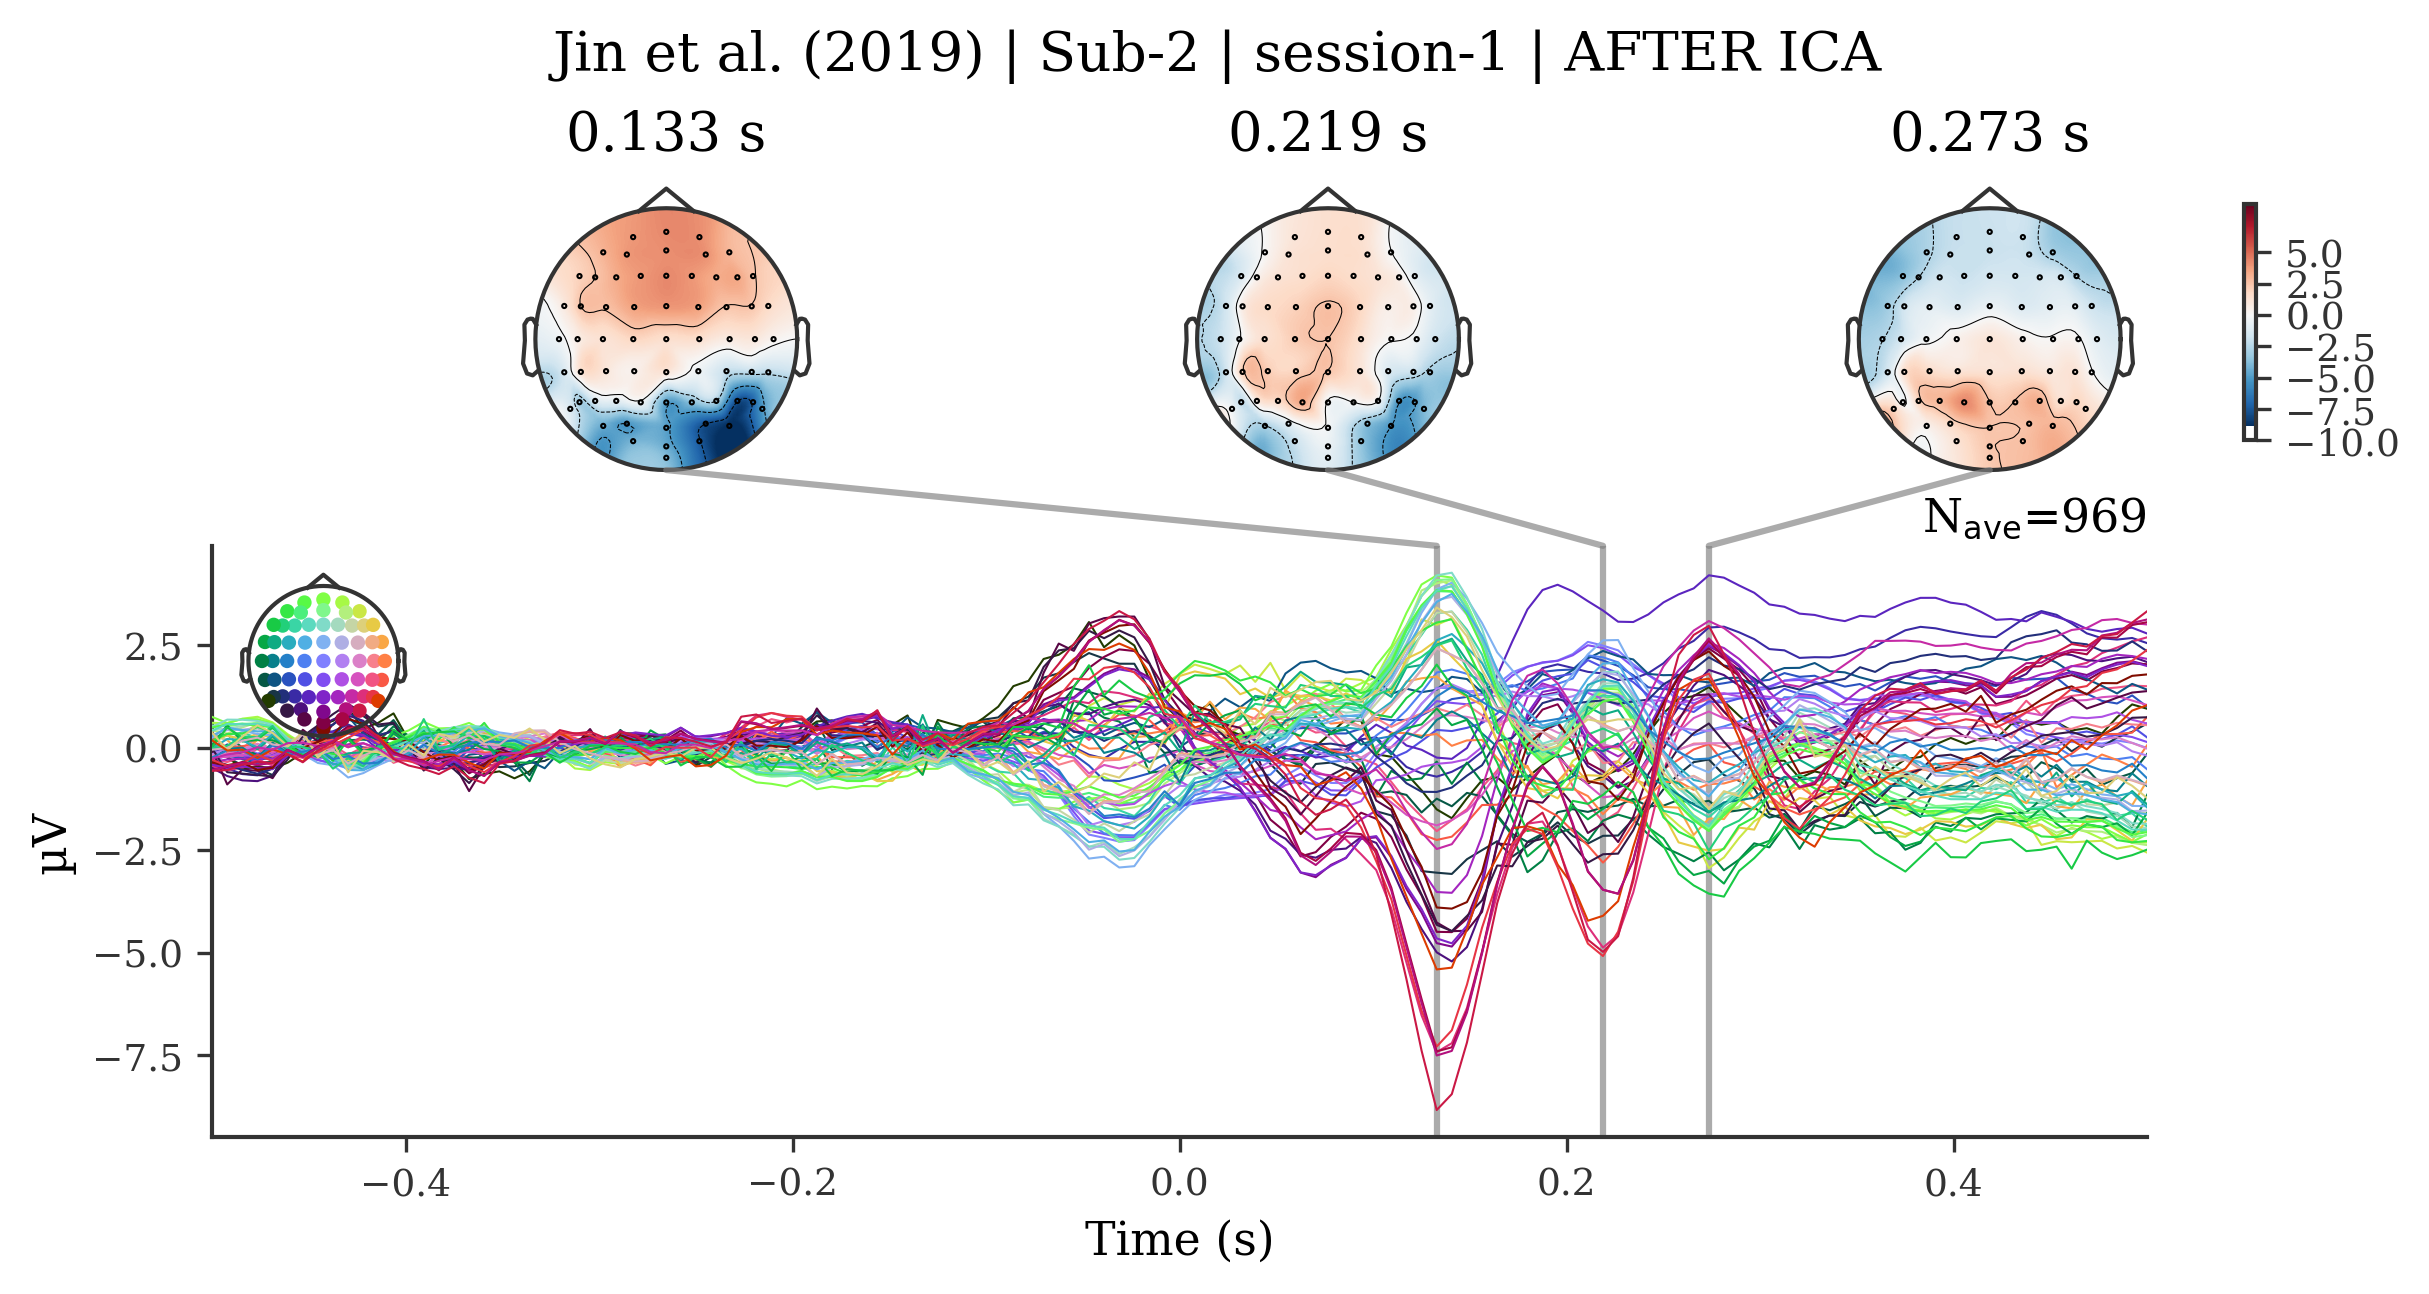 Jin et al. (2019) | Sub-2 | session-1 | AFTER ICA
0.133 s
0.219 s
0.273 s
5.0
2.5
0.0
−2.5
−5.0
−7.5
−10.0
Nave=969
µV
2.5
0.0
−2.5
−5.0
−7.5
−0.4
−0.2
0.0
0.2
0.4
Time (s)